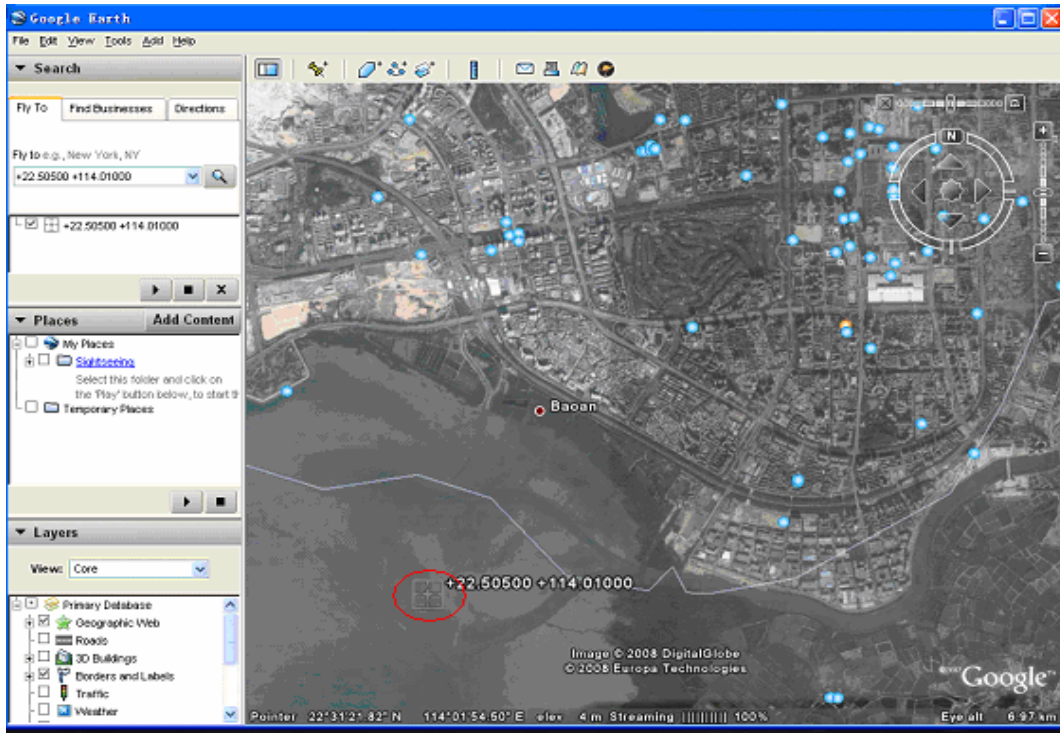 Google Earth
File Edit View Tools Add Help
Search
Fly To Find Businesses Directions
Fly to e.g., New York, NY
+22.50500 +114.01000
+22.50500 +114.01000
Places Add Content
My Places
Sightseeing
Select this folder and click on
the 'Play' button below, to start th
Temporary Places
Layers
View: Core
Primary Database
Geographic Web
Roads
3D Buildings
Borders and Labels
Traffic
Weather
N
Baoan
+22.50500 +114.01000
Image © 2008 DigitalGlobe
© 2008 Europa Technologies
Google
Pointer 22°31'21.82" N 114°01'54.50" E elev 4 m Streaming |||||||||| 100% Eye alt 6.97 km